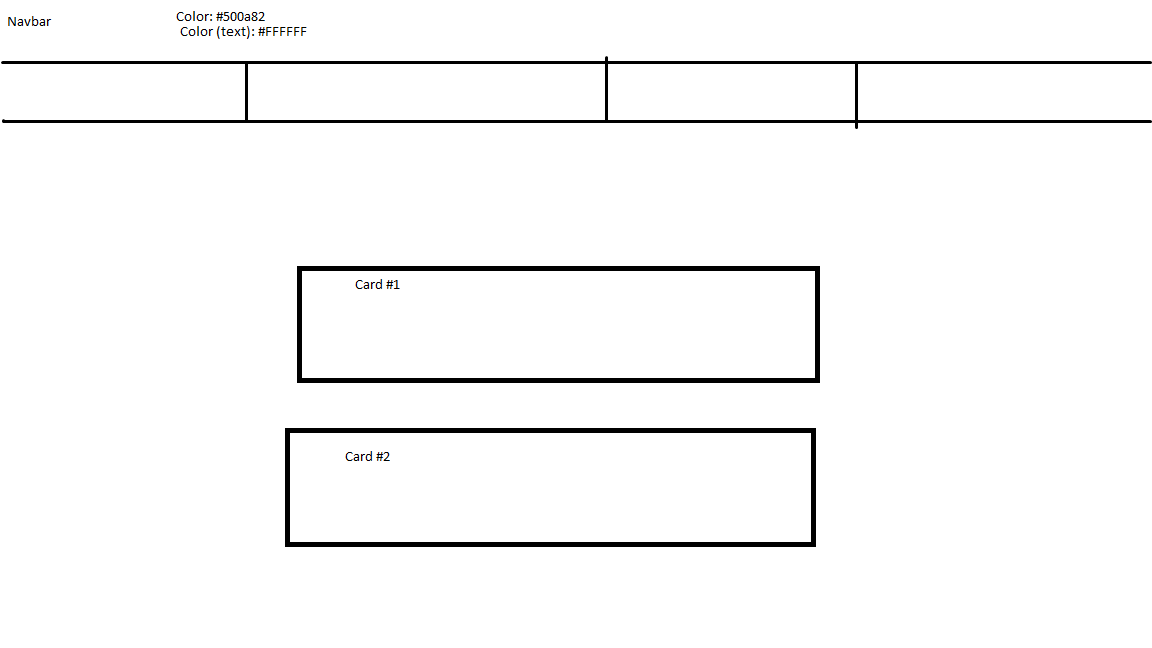 Navbar
Color: #500a82
Color (text): #FFFFFF
Card #1
Card #2